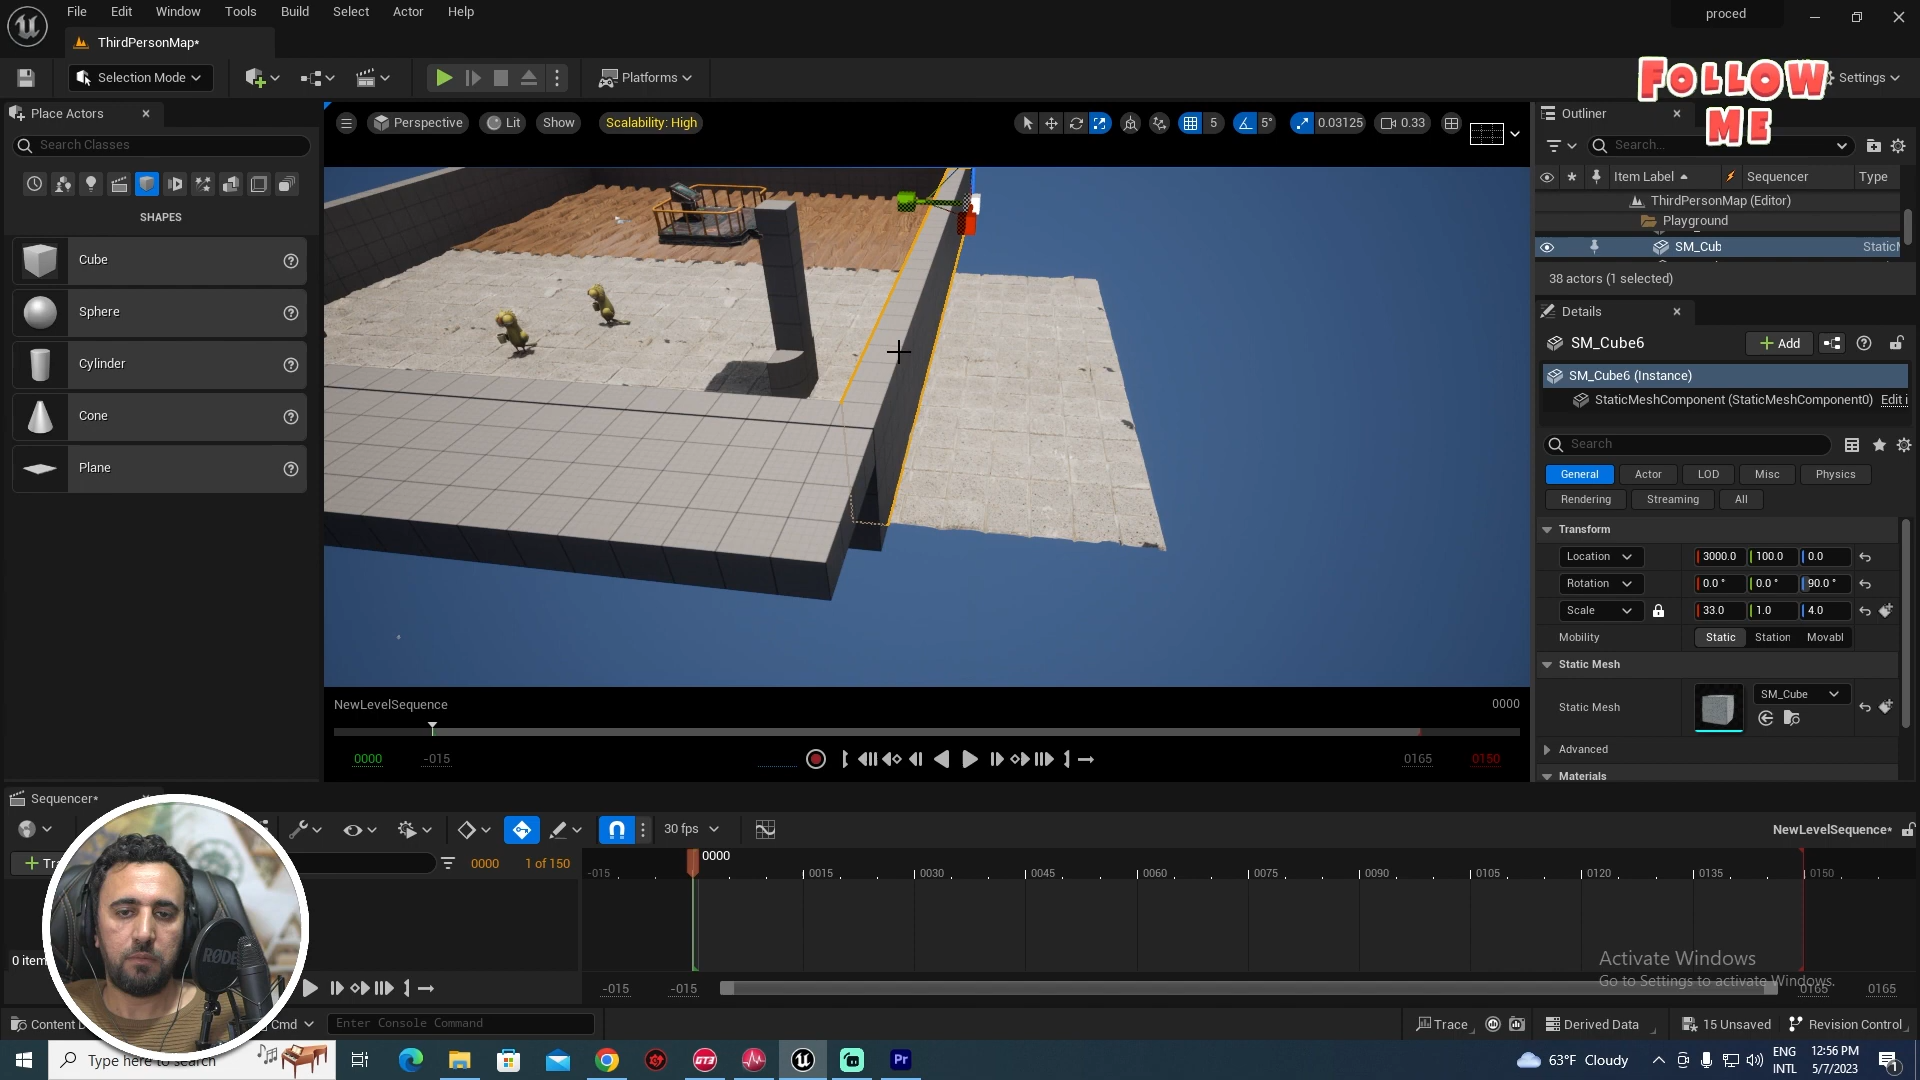 File Edit Window Tools Build Select Actor Help
proced
ThirdPersonMap*
Selection Mode
Platforms
Settings
FOLLOW
ME
Place Actors
Search Classes
SHAPES
Cube
Sphere
Cylinder
Cone
Plane
Perspective Lit Show Scalability: High
5 5° 0.03125 0.33
Outliner
Search...
Item Label Sequencer Type
ThirdPersonMap (Editor)
Playground
SM_Cub StaticM
38 actors (1 selected)
Details
SM_Cube6
Add
SM_Cube6 (Instance)
StaticMeshComponent (StaticMeshComponent0) Edit i
Search
General Actor LOD Misc Physics
Rendering Streaming All
Transform
Location 3000.0 100.0 0.0
Rotation 0.0 ° 0.0 ° 90.0 °
Scale 33.0 1.0 4.0
Mobility Static Station Movabl
Static Mesh
Static Mesh SM_Cube
Advanced
Materials
NewLevelSequence 0000
0000 -015 0165 0150
Sequencer*
30 fps
NewLevelSequence*
Tr
0000 1 of 150
0000
-015 0015 0030 0045 0060 0075 0090 0105 0120 0135 0150
0 item
RØDE
Activate Windows
Go to Settings to activate Windows.
-015 -015 0165 0165
Content Cmd Enter Console Command
Trace Derived Data 15 Unsaved Revision Control
Type here to search
GT3
Pr
63°F Cloudy
ENG
INTL
12:56 PM
5/7/2023
1